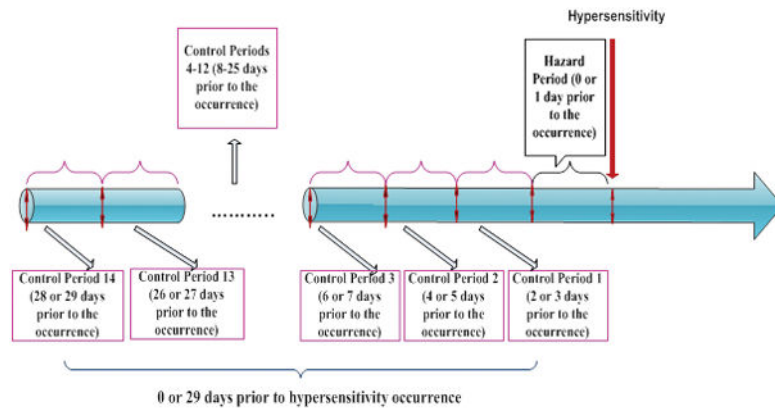 Hypersensitivity
Control Periods
4-12 (8-25 days
prior to the
occurrence)
Hazard
Period (0 or
1 day prior
to the
occurrence)
............
Control Period 14
(28 or 29 days
prior to the
occurrence)
Control Period 13
(26 or 27 days
prior to the
occurrence)
Control Period 3
(6 or 7 days
prior to the
occurrence)
Control Period 2
(4 or 5 days
prior to the
occurrence)
Control Period 1
(2 or 3 days
prior to the
occurrence)
0 or 29 days prior to hypersensitivity occurrence